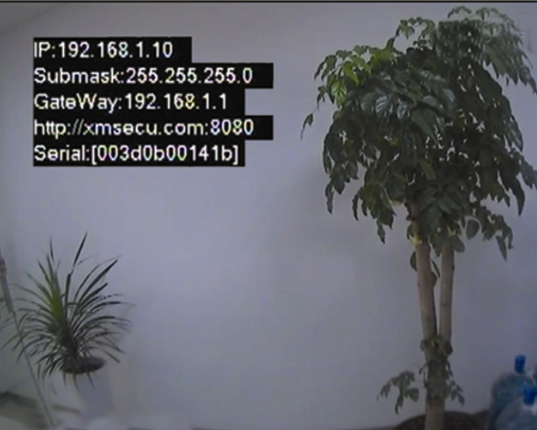 IP:192.168.1.10
Submask:255.255.255.0
GateWay:192.168.1.1
http://xmsecu.com:8080
Serial:[003d0b00141b]